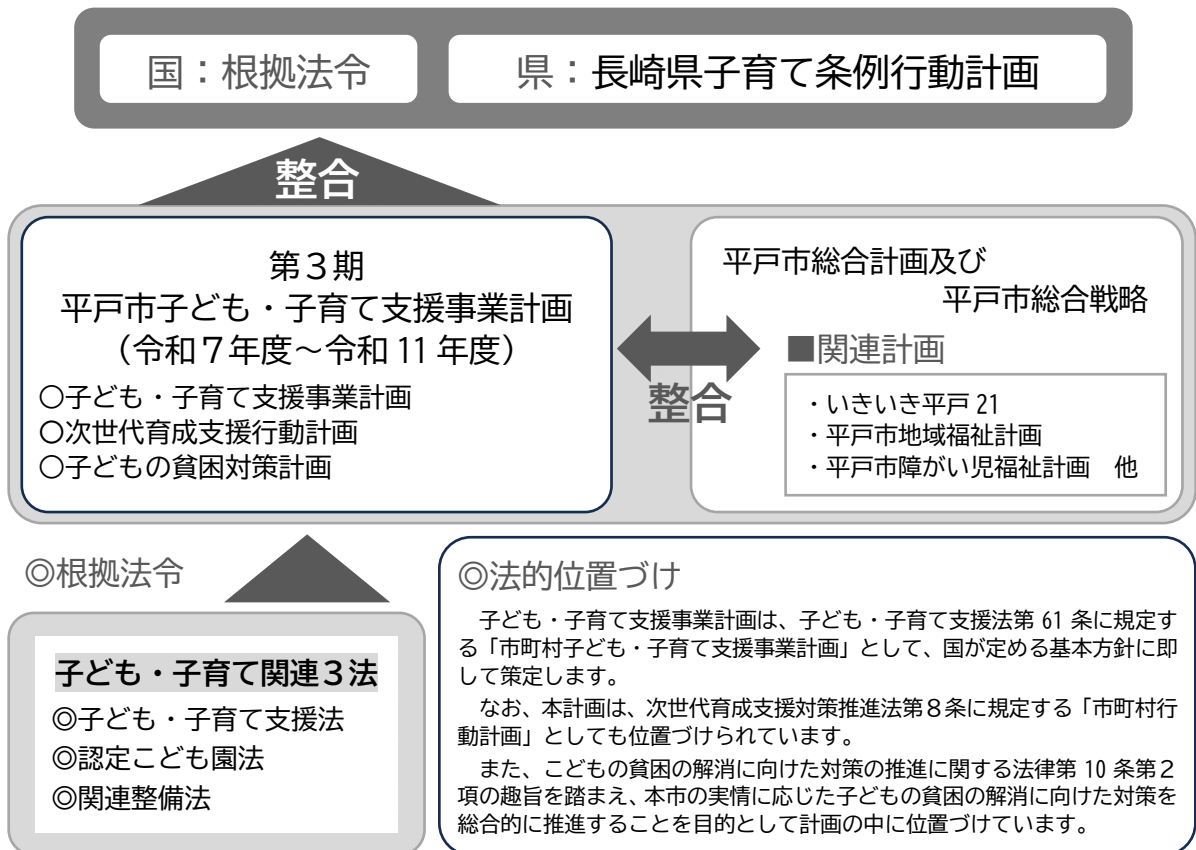 国：根拠法令
県：長崎県子育て条例行動計画
整合
第３期
平戸市子ども・子育て支援事業計画
（令和７年度～令和 11 年度）
○子ども・子育て支援事業計画
○次世代育成支援行動計画
○子どもの貧困対策計画
整合
平戸市総合計画及び
平戸市総合戦略
■関連計画
・いきいき平戸 21
・平戸市地域福祉計画
・平戸市障がい児福祉計画　他
◎根拠法令
子ども・子育て関連３法
◎子ども・子育て支援法
◎認定こども園法
◎関連整備法
◎法的位置づけ
子ども・子育て支援事業計画は、子ども・子育て支援法第 61 条に規定す
る「市町村子ども・子育て支援事業計画」として、国が定める基本方針に即
して策定します。
なお、本計画は、次世代育成支援対策推進法第８条に規定する「市町村行
動計画」としても位置づけられています。
また、こどもの貧困の解消に向けた対策の推進に関する法律第 10 条第２
項の趣旨を踏まえ、本市の実情に応じた子どもの貧困の解消に向けた対策を
総合的に推進することを目的として計画の中に位置づけています。